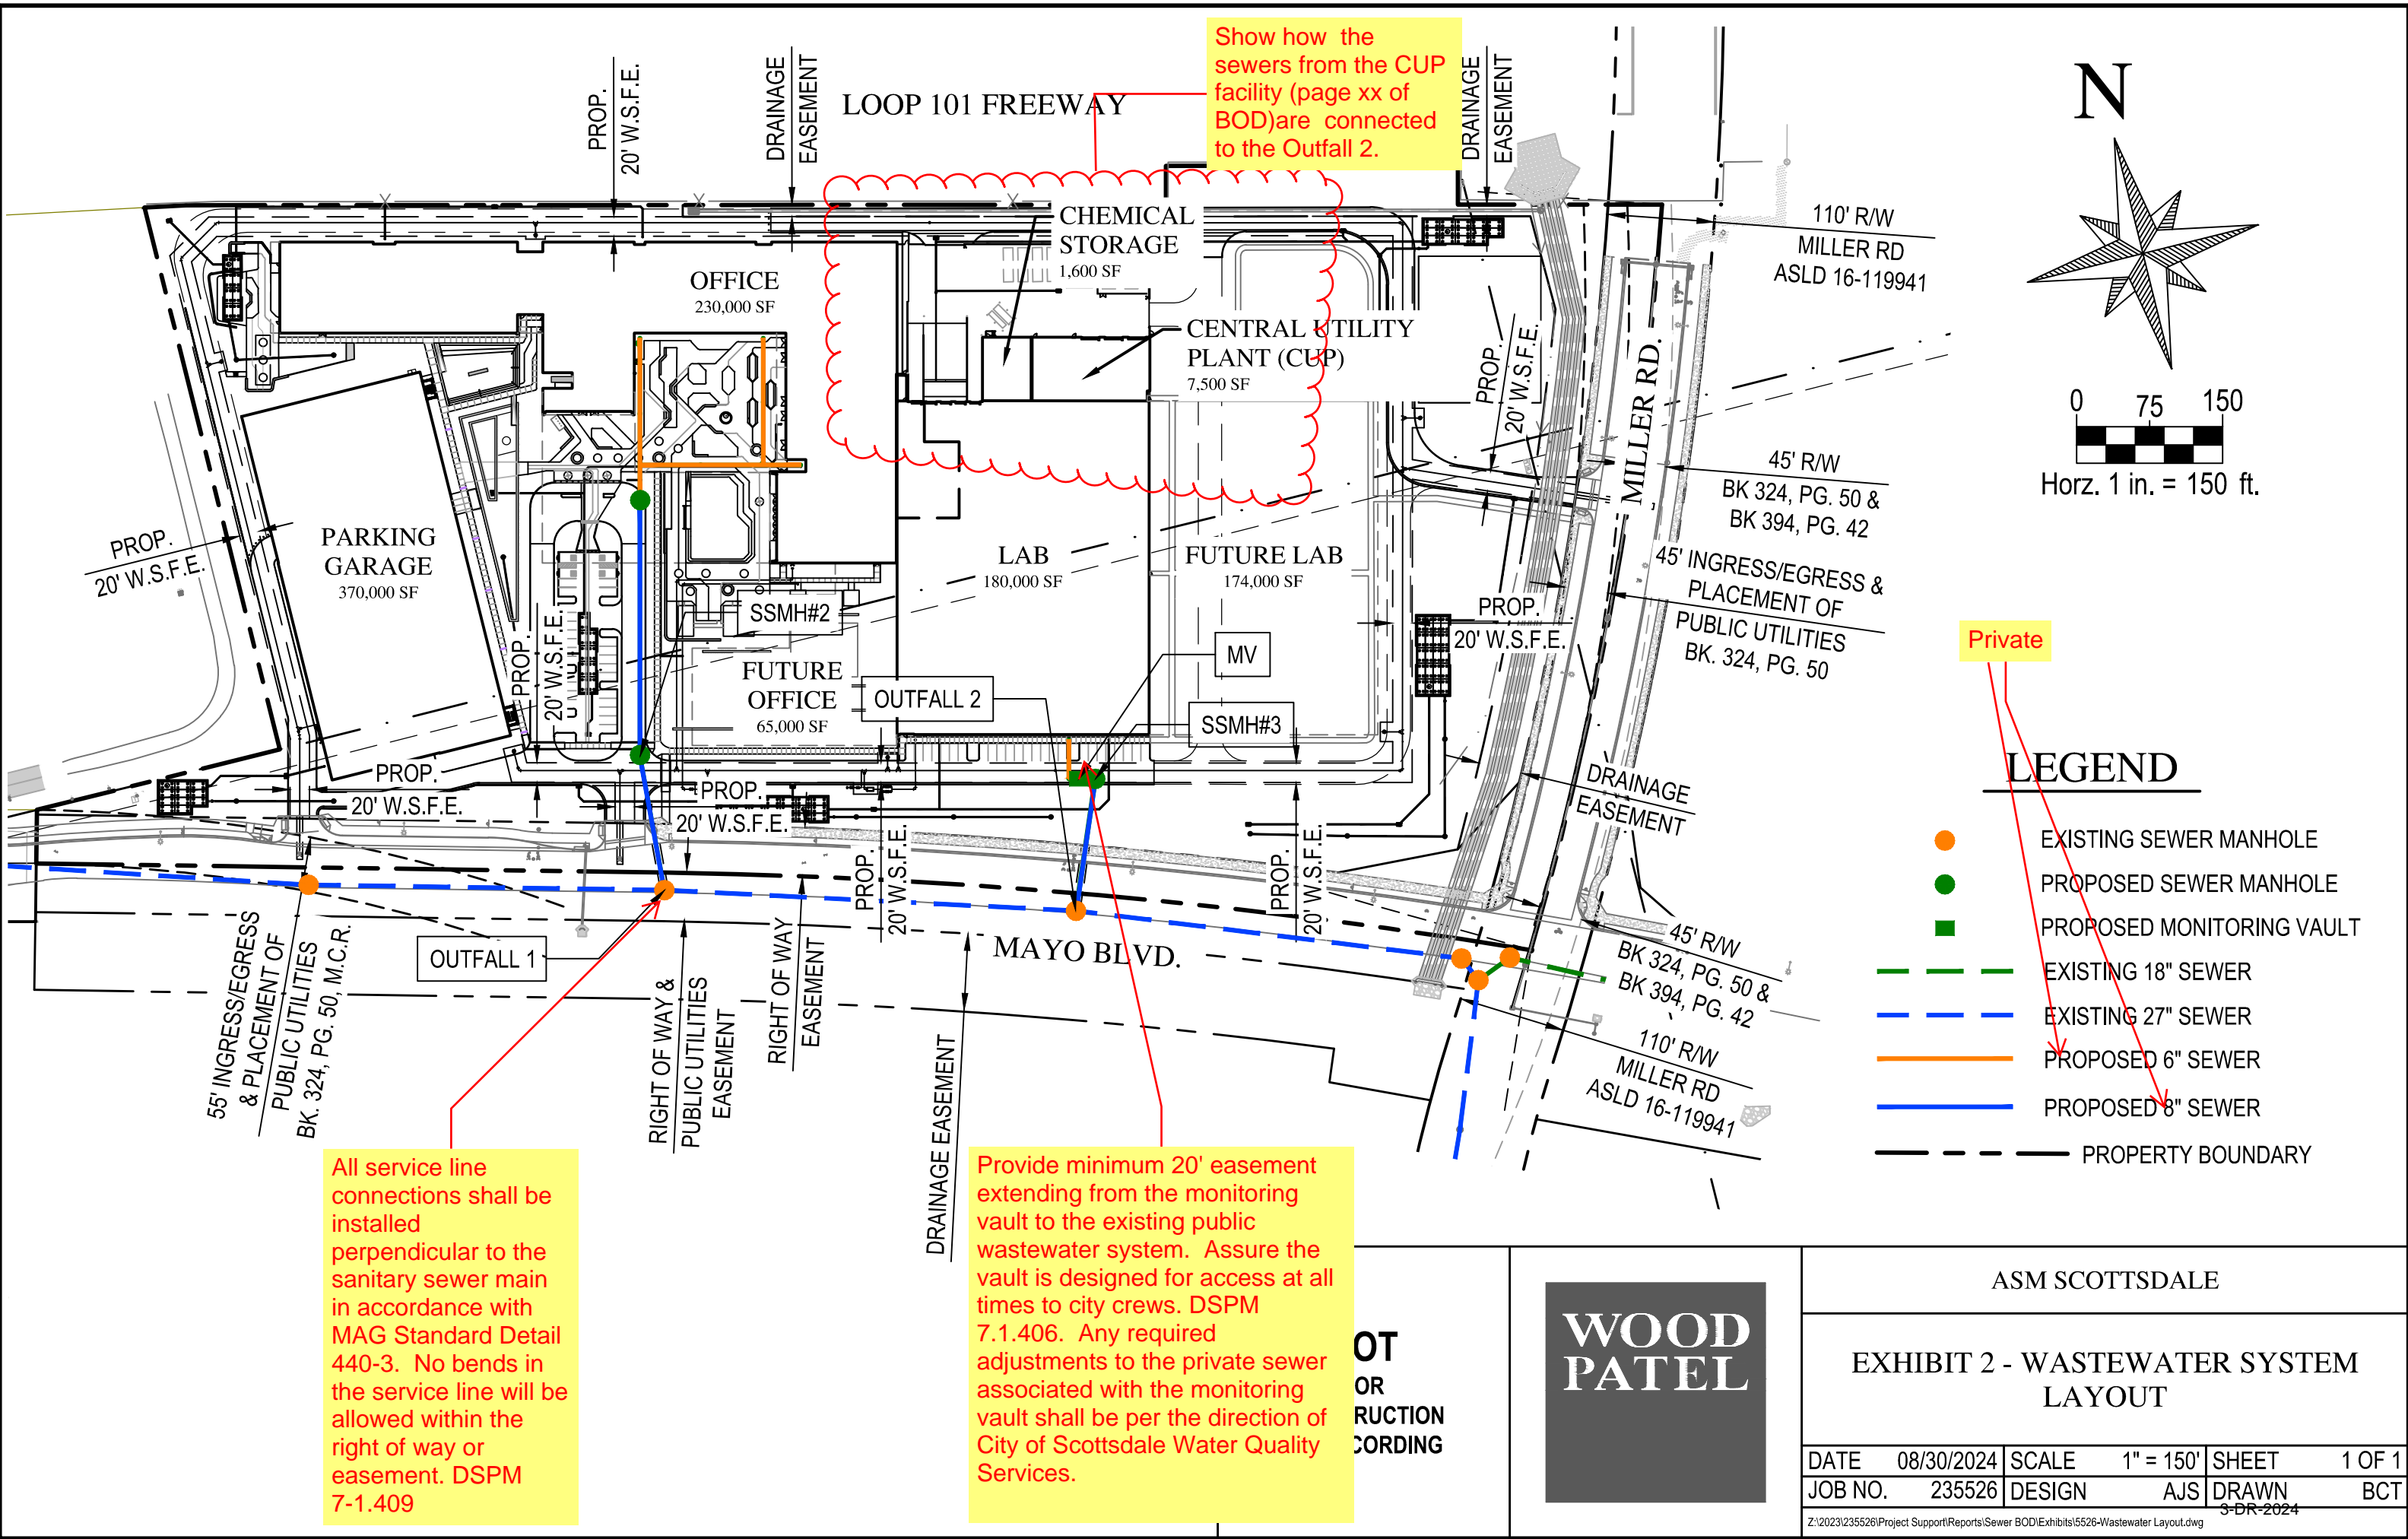 Show how the
sewers from the CUP
facility (page xx of
BOD)are connected
to the Outfall 2.
PROP.
20' W.S.F.E.
DRAINAGE
EASEMENT
LOOP 101 FREEWAY
DRAINAGE
EASEMENT
N
110' R/W
MILLER RD
ASLD 16-119941
CHEMICAL
STORAGE
1,600 SF
OFFICE
230,000 SF
CENTRAL UTILITY
PLANT (CUP)
7,500 SF
PROP.
20' W.S.F.E.
MILLER RD.
0 75 150
Horz. 1 in. = 150 ft.
45' R/W
BK 324, PG. 50 &
BK 394, PG. 42
PROP.
20' W.S.F.E.
PARKING
GARAGE
370,000 SF
LAB
180,000 SF
FUTURE LAB
174,000 SF
45' INGRESS/EGRESS &
PLACEMENT OF
PUBLIC UTILITIES
BK. 324, PG. 50
SSMH#2
PROP.
20' W.S.F.E.
PROP.
20' W.S.F.E.
MV
Private
FUTURE
OFFICE
65,000 SF
OUTFALL 2
SSMH#3
LEGEND
PROP.
20' W.S.F.E.
PROP.
20' W.S.F.E.
DRAINAGE
EASEMENT
PROP.
20' W.S.F.E.
PROP.
20' W.S.F.E.
EXISTING SEWER MANHOLE
PROPOSED SEWER MANHOLE
PROPOSED MONITORING VAULT
EXISTING 18" SEWER
EXISTING 27" SEWER
PROPOSED 6" SEWER
PROPOSED 8" SEWER
PROPERTY BOUNDARY
55' INGRESS/EGRESS
& PLACEMENT OF
PUBLIC UTILITIES
BK. 324, PG. 50, M.C.R.
OUTFALL 1
RIGHT OF WAY &
PUBLIC UTILITIES
EASEMENT
RIGHT OF WAY
EASEMENT
MAYO BLVD.
DRAINAGE EASEMENT
45' R/W
BK 324, PG. 50 &
BK 394, PG. 42
110' R/W
MILLER RD
ASLD 16-119941
All service line
connections shall be
installed
perpendicular to the
sanitary sewer main
in accordance with
MAG Standard Detail
440-3. No bends in
the service line will be
allowed within the
right of way or
easement. DSPM
7-1.409
Provide minimum 20' easement
extending from the monitoring
vault to the existing public
wastewater system. Assure the
vault is designed for access at all
times to city crews. DSPM
7.1.406. Any required
adjustments to the private sewer
associated with the monitoring
vault shall be per the direction of
City of Scottsdale Water Quality
Services.
OT
OR
RUCTION
CORDING
WOOD
PATEL
ASM SCOTTSDALE
EXHIBIT 2 - WASTEWATER SYSTEM
LAYOUT
DATE 08/30/2024 SCALE 1" = 150' SHEET 1 OF 1
JOB NO. 235526 DESIGN AJS DRAWN BCT
3-DR-2024
Z:\2023\235526\Project Support\Reports\Sewer BOD\Exhibits\5526-Wastewater Layout.dwg